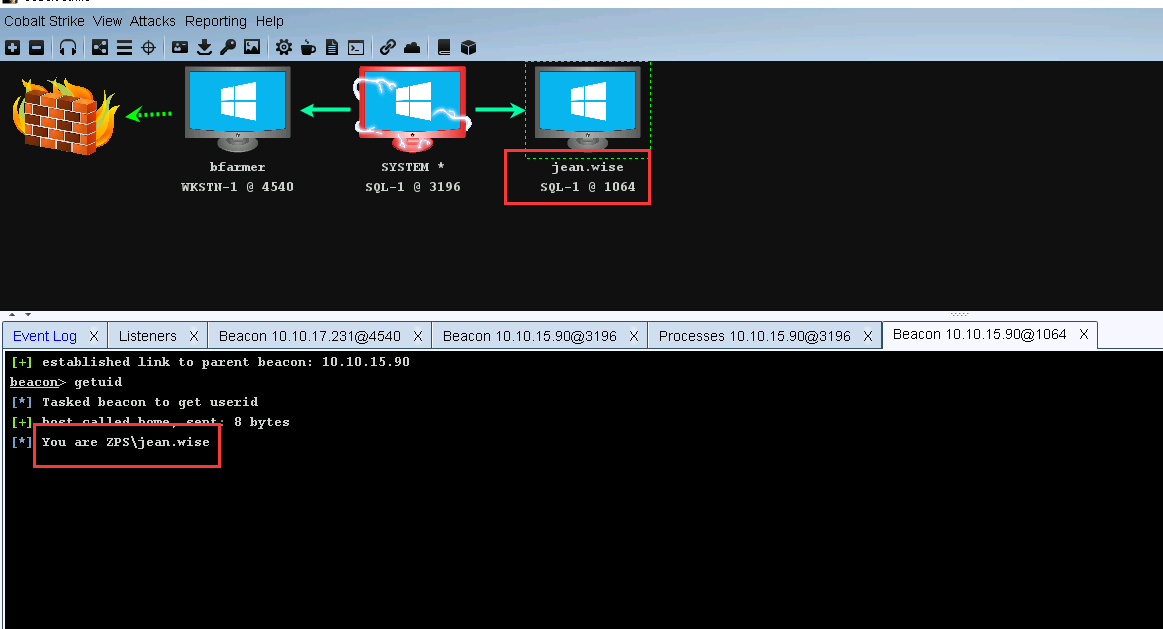 Cobalt Strike View Attacks Reporting Help
bfarmer
WKSTN-1 @ 4540
SYSTEM *
SQL-1 @ 3196
jean.wise
SQL-1 @ 1064
Event Log X Listeners X Beacon 10.10.17.231@4540 X Beacon 10.10.15.90@3196 X Processes 10.10.15.90@3196 X Beacon 10.10.15.90@1064 X
[+] established link to parent beacon: 10.10.15.90
beacon> getuid
[*] Tasked beacon to get userid
[+] host called home, sent: 8 bytes
[*] You are ZPS\jean.wise